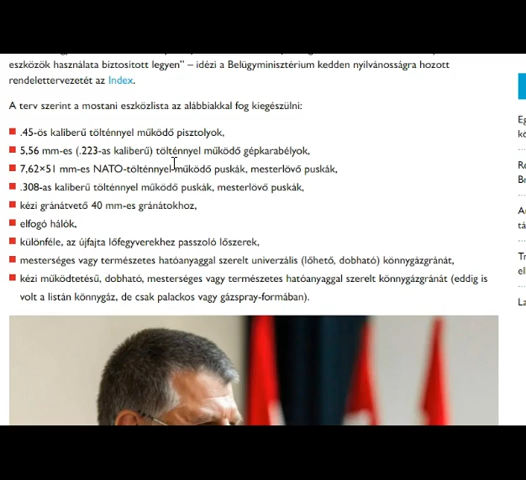 eszközök használata biztosított legyen” – idézi a Belügyminisztérium kedden nyilvánosságra hozott
rendelettervezetét az Index.
A terv szerint a mostani eszközlista az alábbiakkal fog kiegészülni:
.45-ös kaliberű tölténnyel működő pisztolyok,
5,56 mm-es (.223-as kaliberű) tölténnyel működő gépkarabélyok,
7,62×51 mm-es NATO-tölténnyel működő puskák, mesterlövő puskák,
.308-as kaliberű tölténnyel működő puskák, mesterlövő puskák,
kézi gránátvető 40 mm-es gránátokhoz,
elfogó hálók,
különféle, az újfajta lőfegyverekhez passzoló lőszerek,
mesterséges vagy természetes hatóanyaggal szerelt univerzális (lőhető, dobható) könnygázgránát,
kézi működtetésű, dobható, mesterséges vagy természetes hatóanyaggal szerelt könnygázgránát (eddig is
volt a listán könnygáz, de csak palackos vagy gázspray-formában).